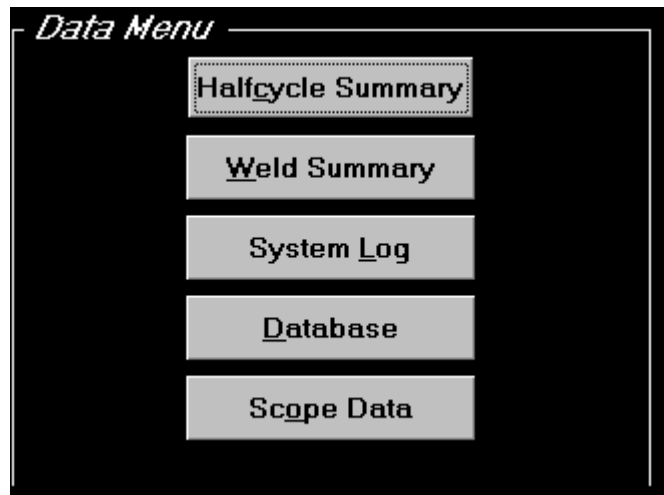 Data Menu
Halfcycle Summary
Weld Summary
System Log
Database
Scope Data